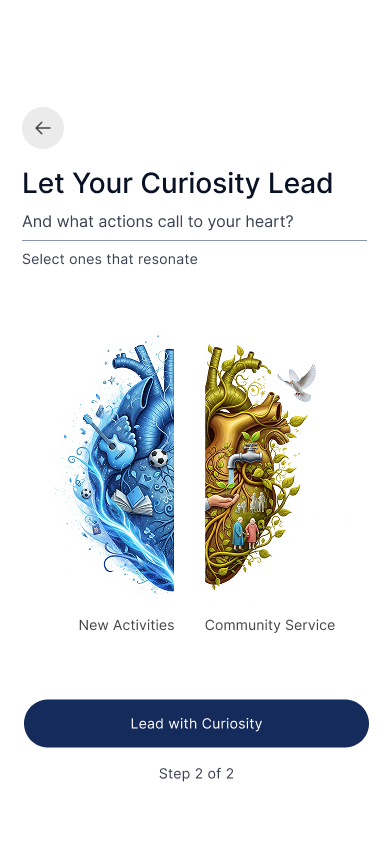 Let Your Curiosity Lead
And what actions call to your heart?
Select ones that resonate
New Activities
Community Service
Lead with Curiosity
Step 2 of 2